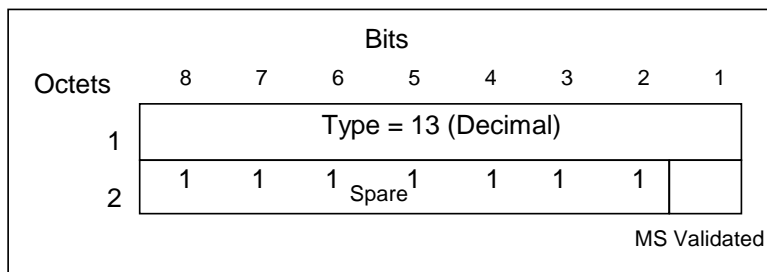 Bits
Octets 8 7 6 5 4 3 2 1
Type = 13 (Decimal)
1
1 1 1 1 1 1 1
Spare
2
MS Validated